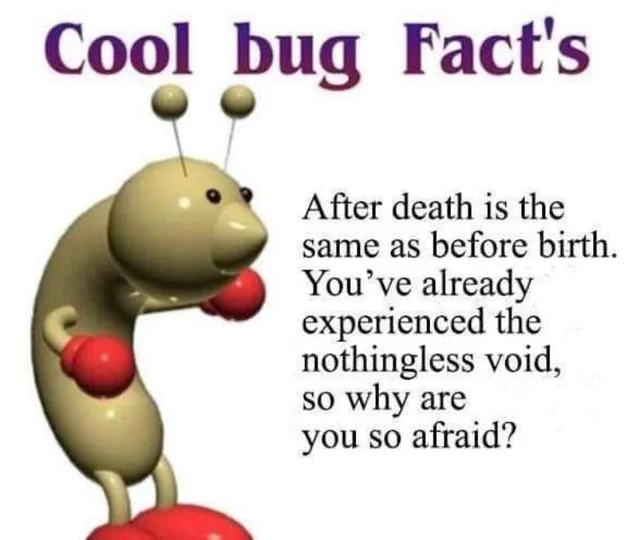 Cool bug Fact's
After death is the
same as before birth.
You've already
experienced the
nothingless void,
so why are
you so afraid?